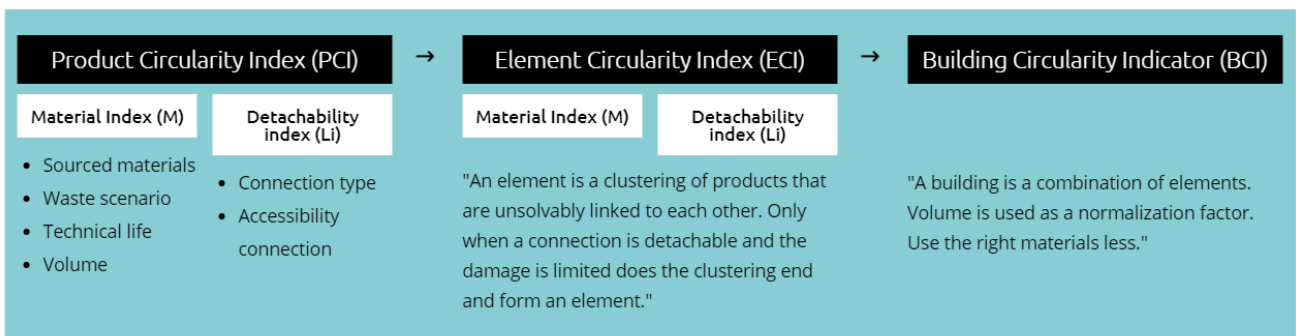 Product Circularity Index (PCI)
→
Element Circularity Index (ECI)
→
Building Circularity Indicator (BCI)
Material Index (M)
Detachability
index (Li)
• Sourced materials
• Waste scenario
• Technical life
• Volume
• Connection type
• Accessibility
connection
Material Index (M)
Detachability
index (Li)
"An element is a clustering of products that
are unsolvably linked to each other. Only
when a connection is detachable and the
damage is limited does the clustering end
and form an element."
"A building is a combination of elements.
Volume is used as a normalization factor.
Use the right materials less."